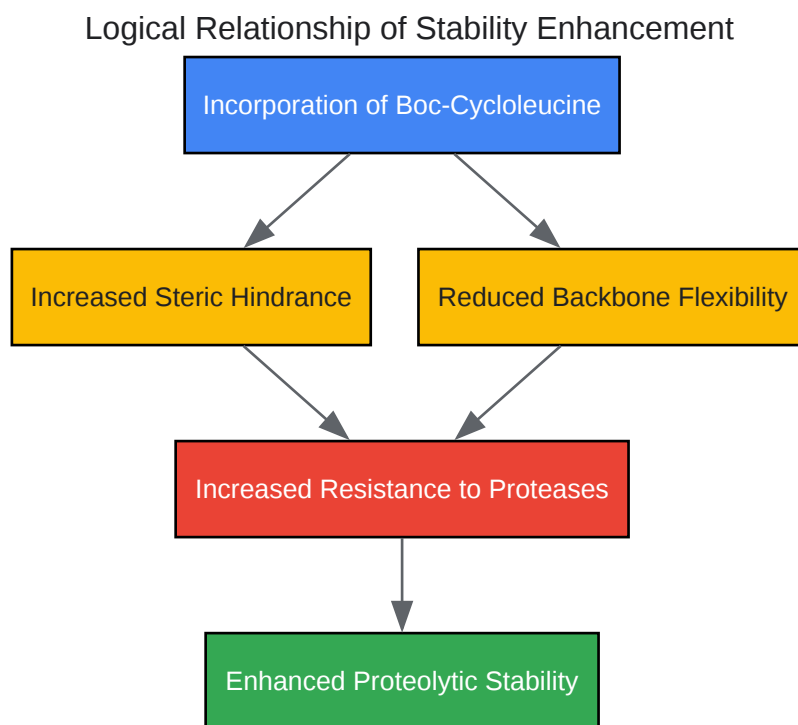 Logical Relationship of Stability Enhancement
Incorporation of Boc-Cycloleucine
Increased Steric Hindrance
Reduced Backbone Flexibility
Increased Resistance to Proteases
Enhanced Proteolytic Stability